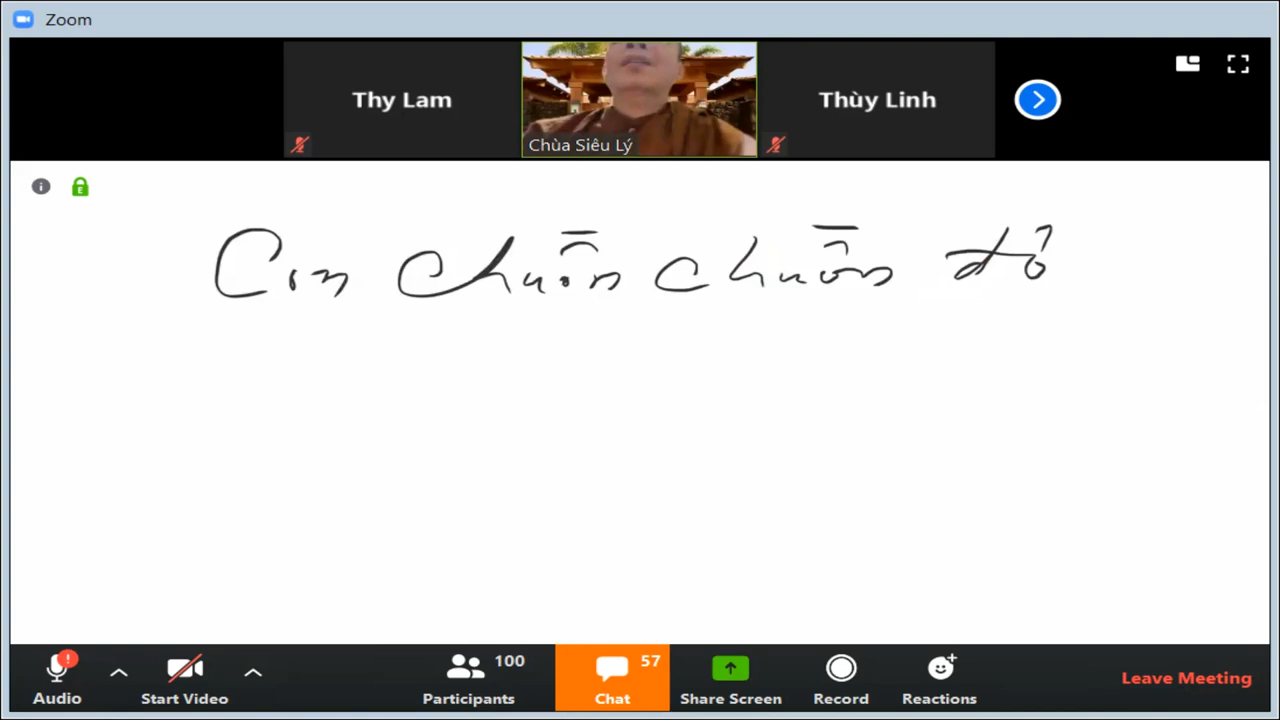 Zoom
Thy Lam
Chùa Siêu Lý
Thùy Linh
E
Con chuồn chuồn đỏ
Audio
Start Video
Participants
100
Chat
57
Share Screen
Record
Reactions
Leave Meeting